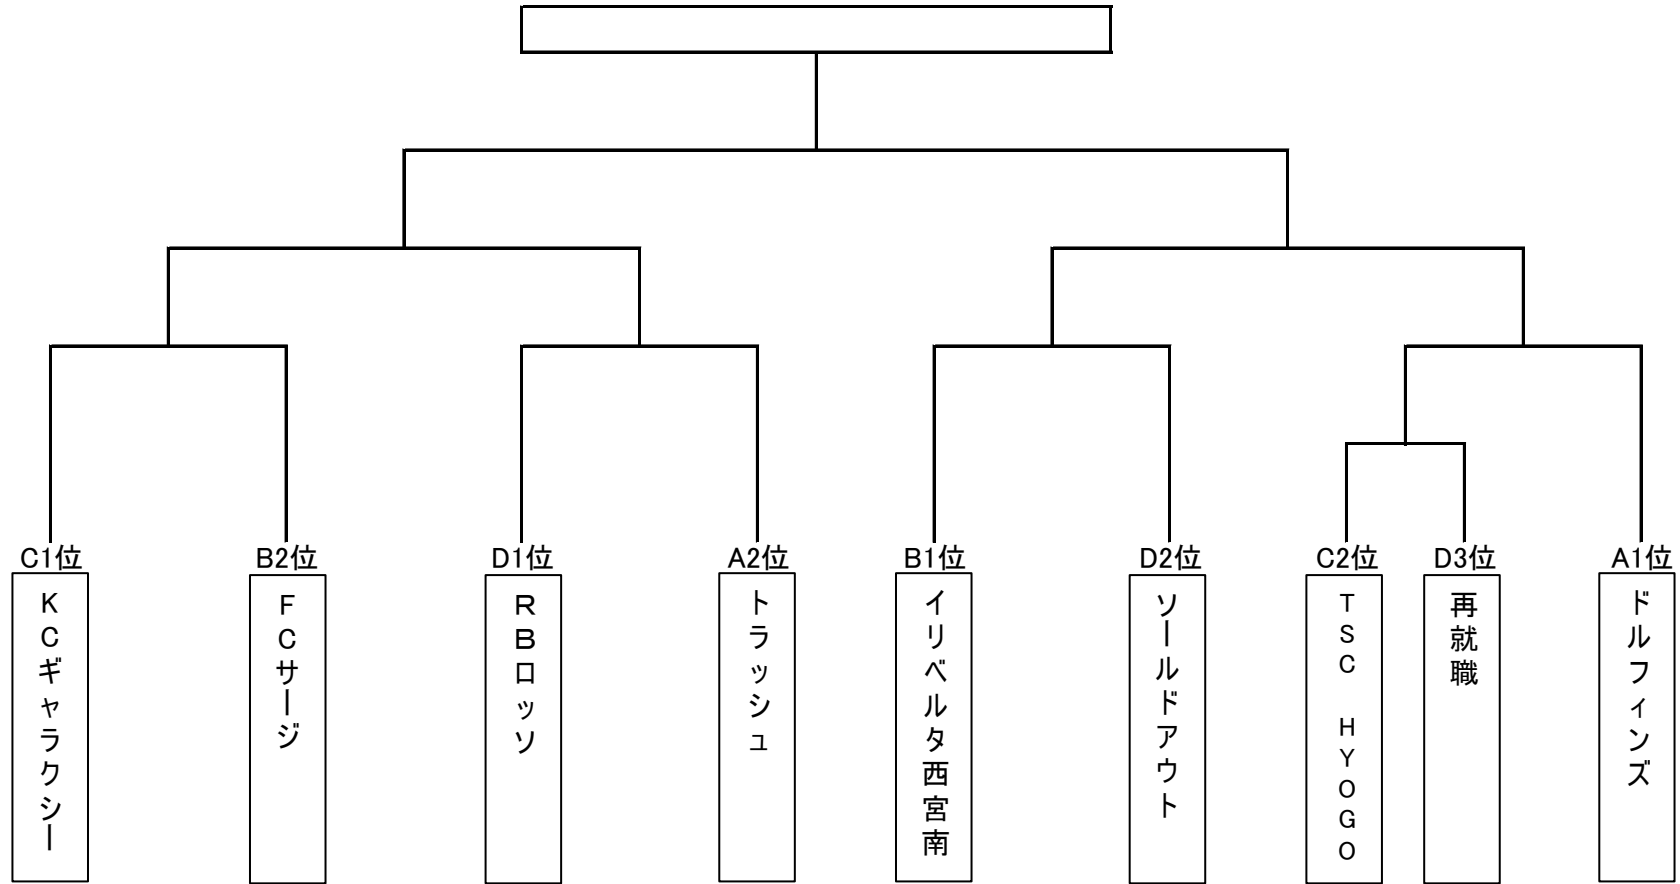 C1位
B2位
D1位
A2位
B1位
D2位
C2位
D3位
A1位
KCギャラクシー
FCサージ
RBロッソ
トラッシュ
イリベルタ西宮南
ソールドアウト
TSC HYOGO
再就職
ドルフィンズ